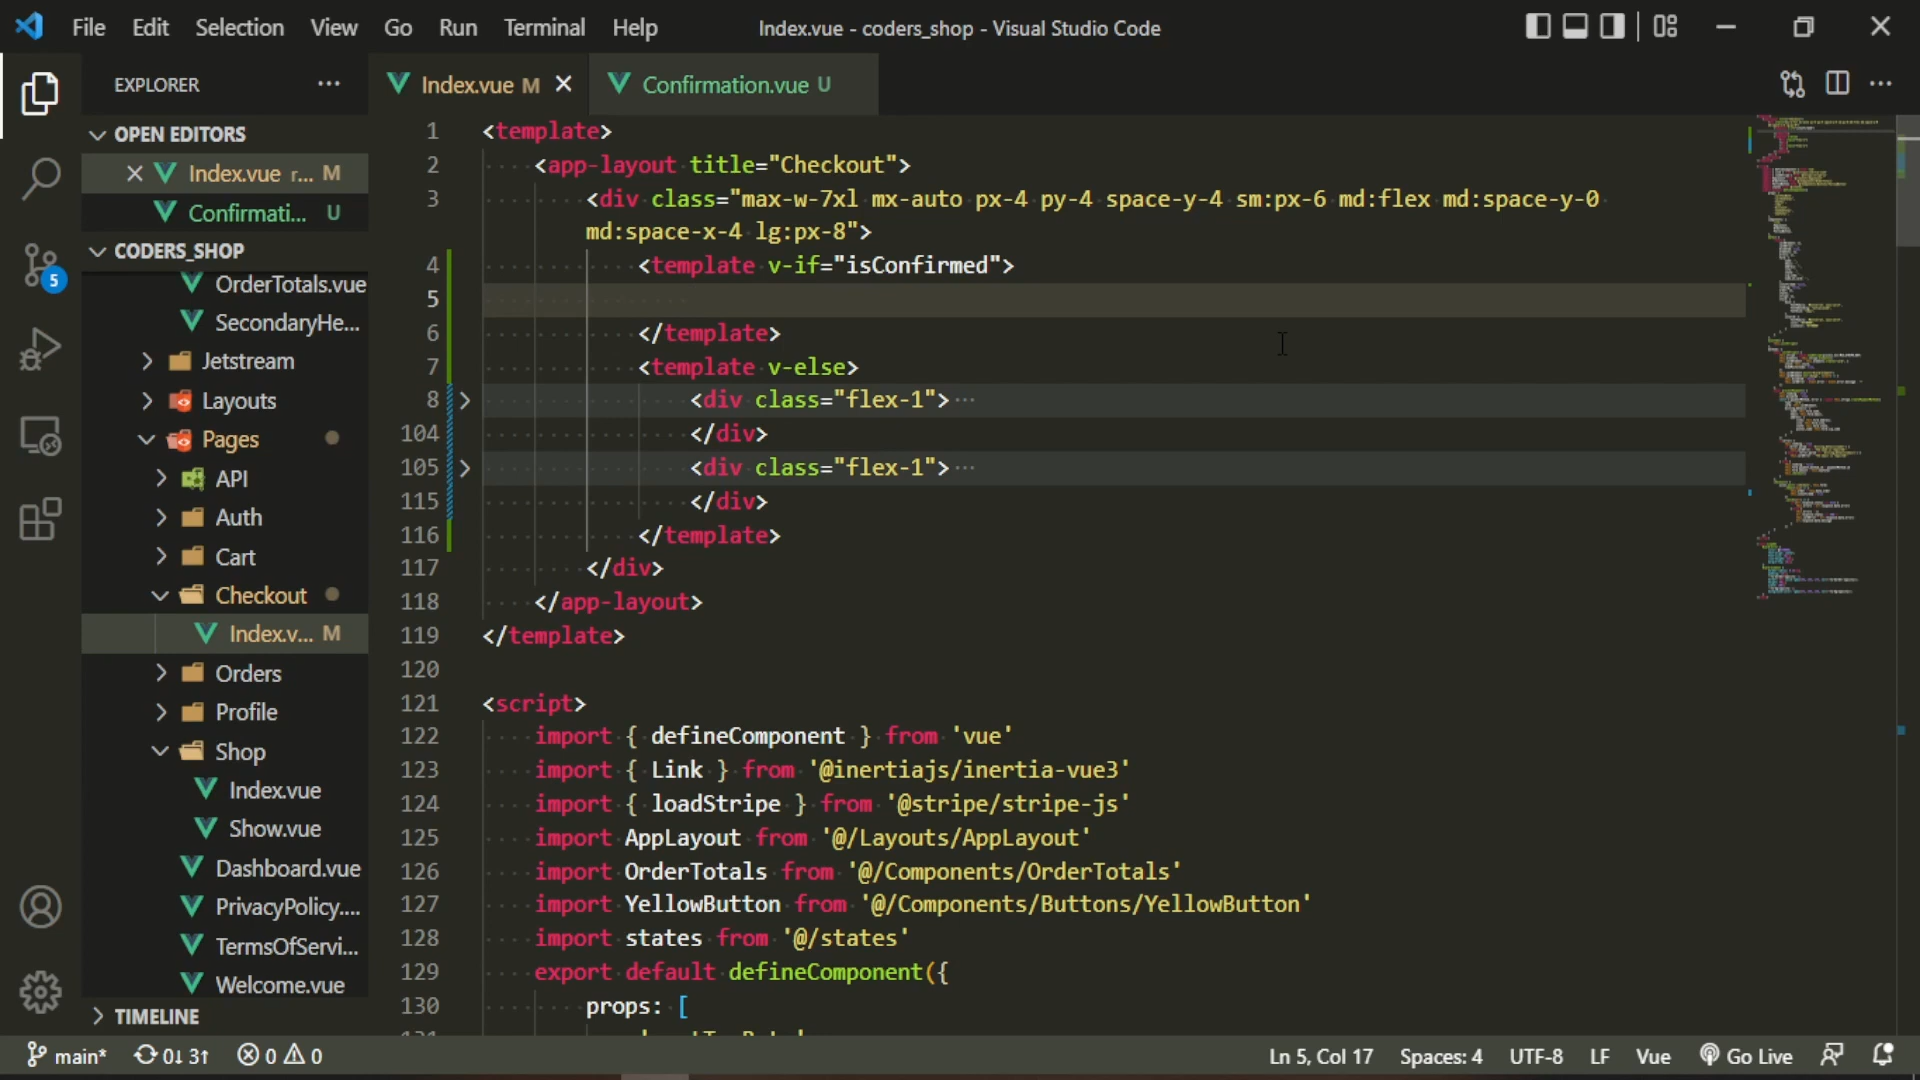 File Edit Selection View Go Run Terminal Help
Index.vue - coders_shop - Visual Studio Code
EXPLORER
Index.vue M
Confirmation.vue U
OPEN EDITORS
Index.vue r... M
Confirmati... U
CODERS_SHOP
OrderTotals.vue
SecondaryHe...
Jetstream
Layouts
Pages
API
Auth
Cart
Checkout
Index.v... M
Orders
Profile
Shop
Index.vue
Show.vue
Dashboard.vue
PrivacyPolicy....
TermsOfServi...
Welcome.vue
TIMELINE
5
1 <template>
2 <app-layout title="Checkout">
3 <div class="max-w-7xl mx-auto px-4 py-4 space-y-4 sm:px-6 md:flex md:space-y-0
md:space-x-4 lg:px-8">
4 <template v-if="isConfirmed">
5
6 </template>
7 <template v-else>
8 <div class="flex-1">...
104 </div>
105 <div class="flex-1">...
115 </div>
116 </template>
117 </div>
118 </app-layout>
119 </template>
120
121 <script>
122 import { defineComponent } from 'vue'
123 import { Link } from '@inertiajs/inertia-vue3'
124 import { loadStripe } from '@stripe/stripe-js'
125 import AppLayout from '@/Layouts/AppLayout'
126 import OrderTotals from '@/Components/OrderTotals'
127 import YellowButton from '@/Components/Buttons/YellowButton'
128 import states from '@/states'
129 export default defineComponent({
130 props: [
main* 0↓ 3↑ 0 0
Ln 5, Col 17 Spaces: 4 UTF-8 LF Vue Go Live